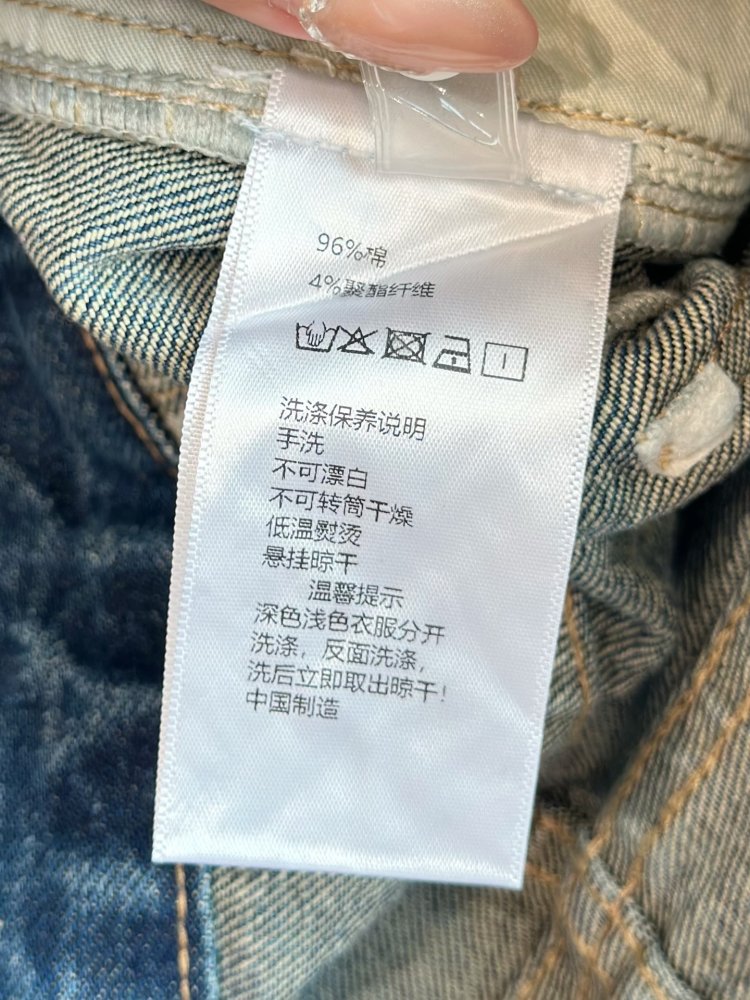 96%棉
4%聚酯纤维
洗涤保养说明
手洗
不可漂白
不可转筒干燥
低温熨烫
悬挂晾干
温馨提示
深色浅色衣服分开
洗涤，反面洗涤，
洗后立即取出晾干！
中国制造